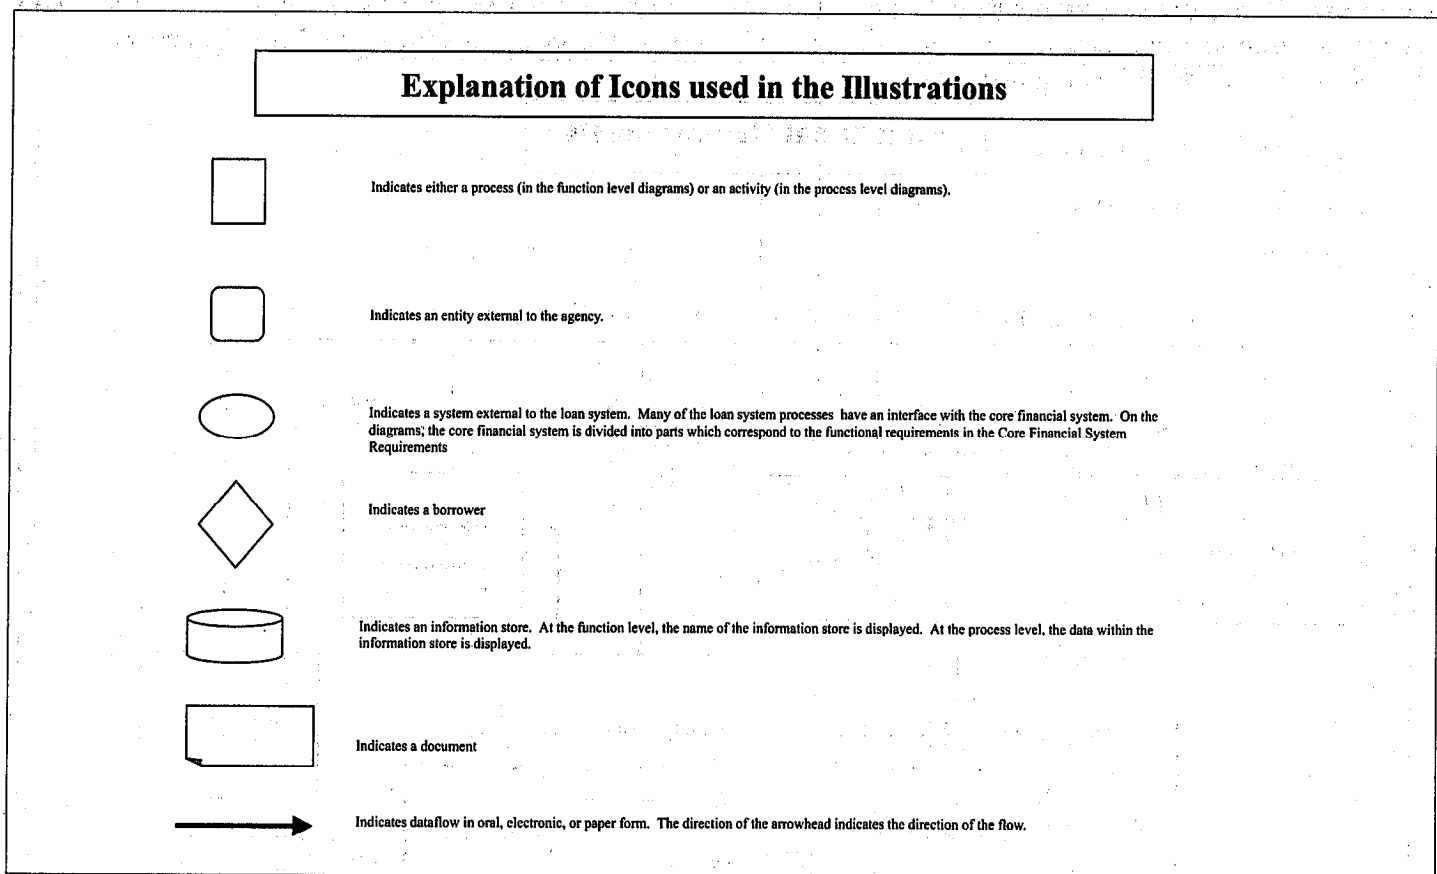 Explanation of Icons used in the Illustrations
Indicates either a process (in the function level diagrams) or an activity (in the process level diagrams).
Indicates an entity external to the agency.
Indicates a system external to the loan system. Many of the loan system processes have an interface with the core financial system. On the
diagrams, the core financial system is divided into parts which correspond to the functional requirements in the Core Financial System
Requirements
Indicates a borrower
Indicates an information store. At the function level, the name of the information store is displayed. At the process level, the data within the
information store is displayed.
Indicates a document
Indicates dataflow in oral, electronic, or paper form. The direction of the arrowhead indicates the direction of the flow.